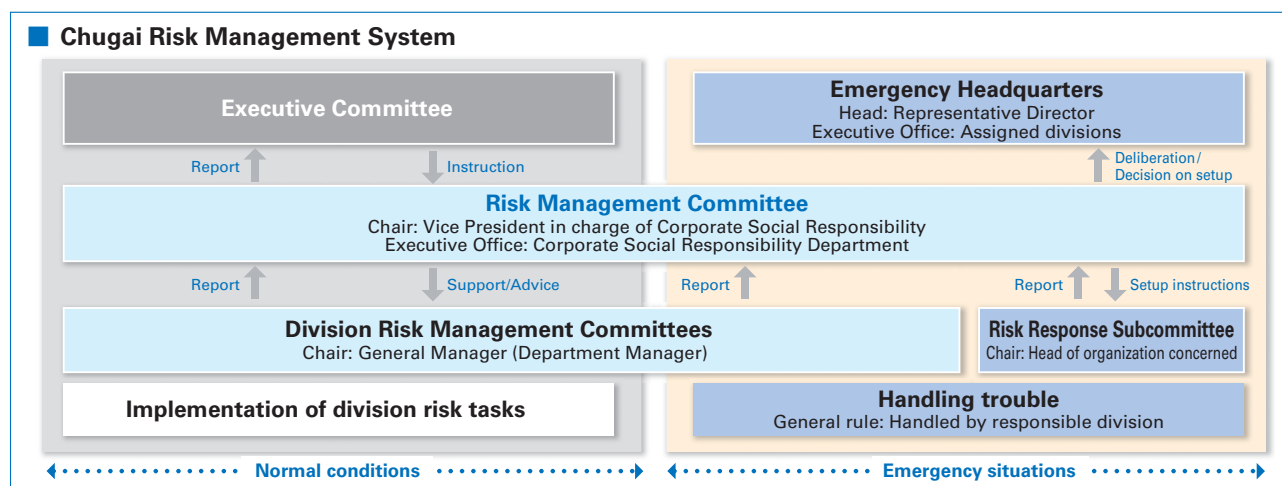 Chugai Risk Management System
Executive Committee
Emergency Headquarters
Head: Representative Director
Executive Office: Assigned divisions
Report
Instruction
Deliberation/
Decision on setup
Risk Management Committee
Chair: Vice President in charge of Corporate Social Responsibility
Executive Office: Corporate Social Responsibility Department
Report
Support/Advice
Report
Report
Setup instructions
Division Risk Management Committees
Chair: General Manager (Department Manager)
Risk Response Subcommittee
Chair: Head of organization concerned
Implementation of division risk tasks
Handling trouble
General rule: Handled by responsible division
Normal conditions
Emergency situations